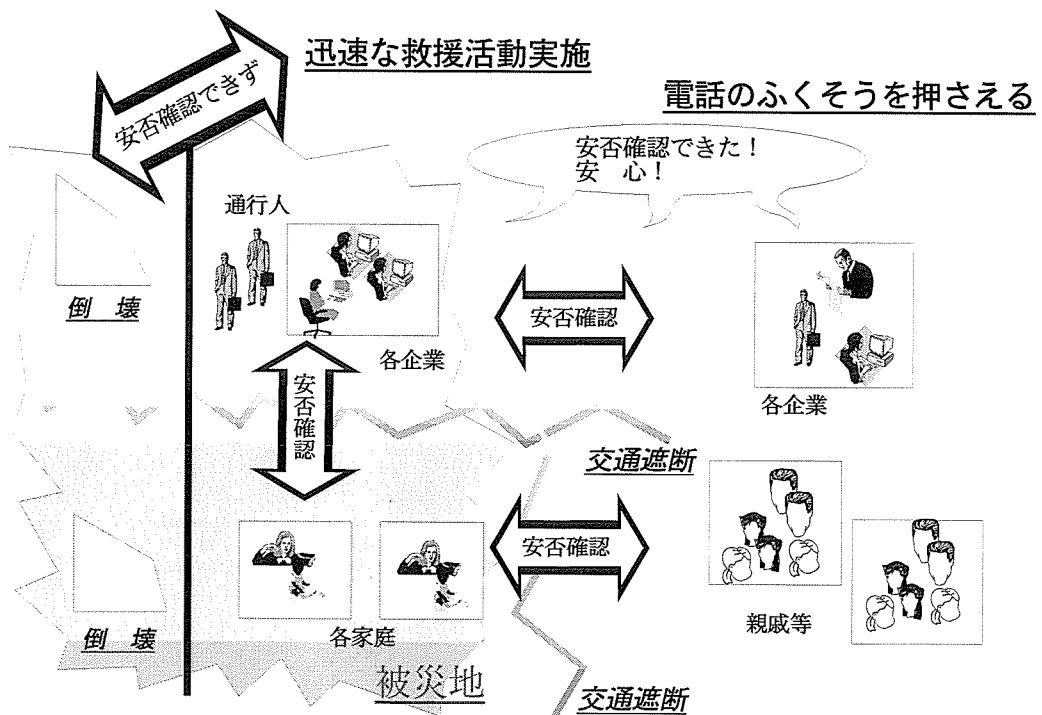 迅速な救援活動実施
電話のふくそうを押さえる
安否確認できず
安否確認できた！
安　心！
通行人
倒　壊
安否確認
各企業
各企業
安否確認
交通遮断
安否確認
倒　壊
各家庭
親戚等
被災地
交通遮断